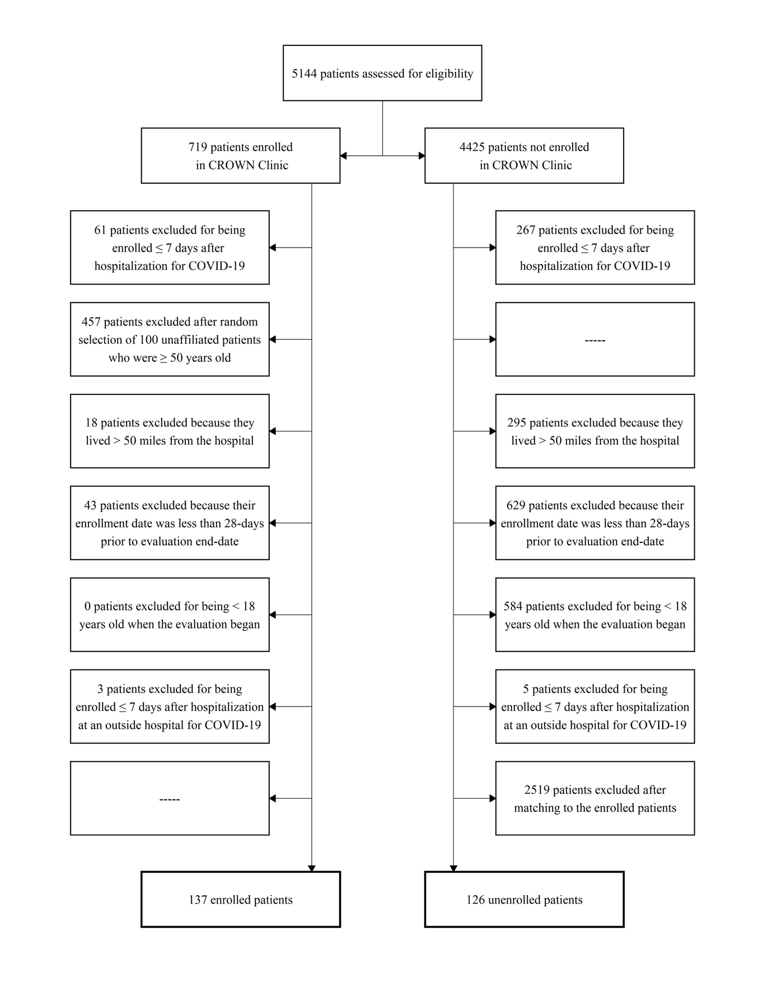 5144 patients assessed for eligibility
719 patients enrolled
in CROWN Clinic
4425 patients not enrolled
in CROWN Clinic
61 patients excluded for being
enrolled ≤ 7 days after
hospitalization for COVID-19
267 patients excluded for being
enrolled ≤ 7 days after
hospitalization for COVID-19
457 patients excluded after random
selection of 100 unaffiliated patients
who were ≥ 50 years old
-----
18 patients excluded because they
lived > 50 miles from the hospital
295 patients excluded because they
lived > 50 miles from the hospital
43 patients excluded because their
enrollment date was less than 28-days
prior to evaluation end-date
629 patients excluded because their
enrollment date was less than 28-days
prior to evaluation end-date
0 patients excluded for being < 18
years old when the evaluation began
584 patients excluded for being < 18
years old when the evaluation began
3 patients excluded for being
enrolled ≤ 7 days after hospitalization
at an outside hospital for COVID-19
5 patients excluded for being
enrolled ≤ 7 days after hospitalization
at an outside hospital for COVID-19
-----
2519 patients excluded after
matching to the enrolled patients
137 enrolled patients
126 unenrolled patients